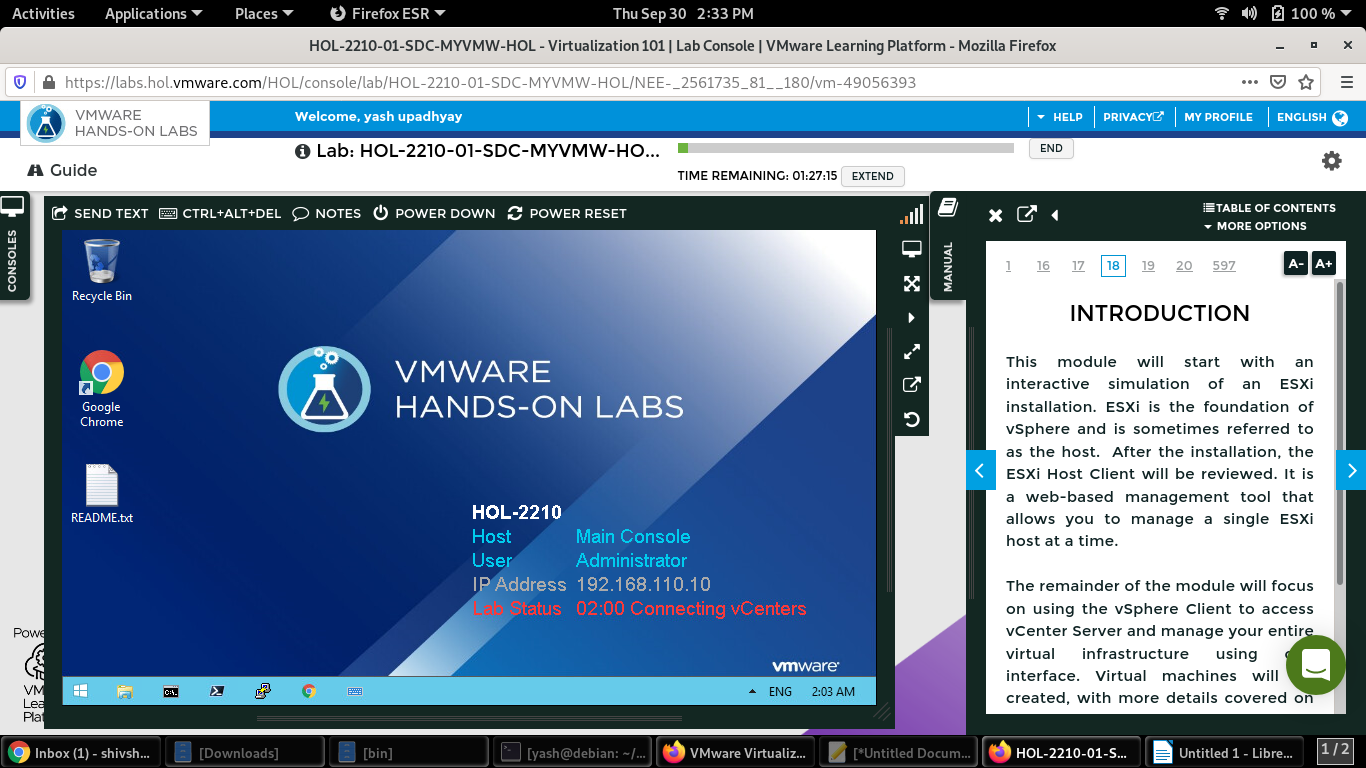 Activities Applications Places Firefox ESR Thu Sep 30 2:33 PM 100 %
HOL-2210-01-SDC-MYVMW-HOL - Virtualization 101 | Lab Console | VMware Learning Platform - Mozilla Firefox
https://labs.hol.vmware.com/HOL/console/lab/HOL-2210-01-SDC-MYVMW-HOL/NEE-_2561735_81__180/vm-49056393
VMWARE
HANDS-ON LABS
Welcome, yash upadhyay
HELP PRIVACY MY PROFILE ENGLISH
Guide
Lab: HOL-2210-01-SDC-MYVMW-HO...
END
TIME REMAINING: 01:27:15 EXTEND
CONSOLES
SEND TEXT CTRL+ALT+DEL NOTES POWER DOWN POWER RESET
Recycle Bin
Google
Chrome
README.txt
VMWARE
HANDS-ON LABS
HOL-2210
Host Main Console
User Administrator
IP Address 192.168.110.10
Lab Status 02:00 Connecting vCenters
vmware
ENG 2:03 AM
MANUAL
TABLE OF CONTENTS
MORE OPTIONS
1 16 17 18 19 20 597
A- A+
INTRODUCTION
This module will start with an
interactive simulation of an ESXi
installation. ESXi is the foundation of
vSphere and is sometimes referred to
as the host. After the installation, the
ESXi Host Client will be reviewed. It is
a web-based management tool that
allows you to manage a single ESXi
host at a time.
The remainder of the module will focus
on using the vSphere Client to access
vCenter Server and manage your entire
virtual infrastructure using
interface. Virtual machines will
created, with more details covered on
Powe
VM
Lea
Plat
Inbox (1) - shivsh... [Downloads] [bin] [yash@debian: ~/... VMware Virtualiz... [*Untitled Docum... HOL-2210-01-S... Untitled 1 - Libre... 1 / 2